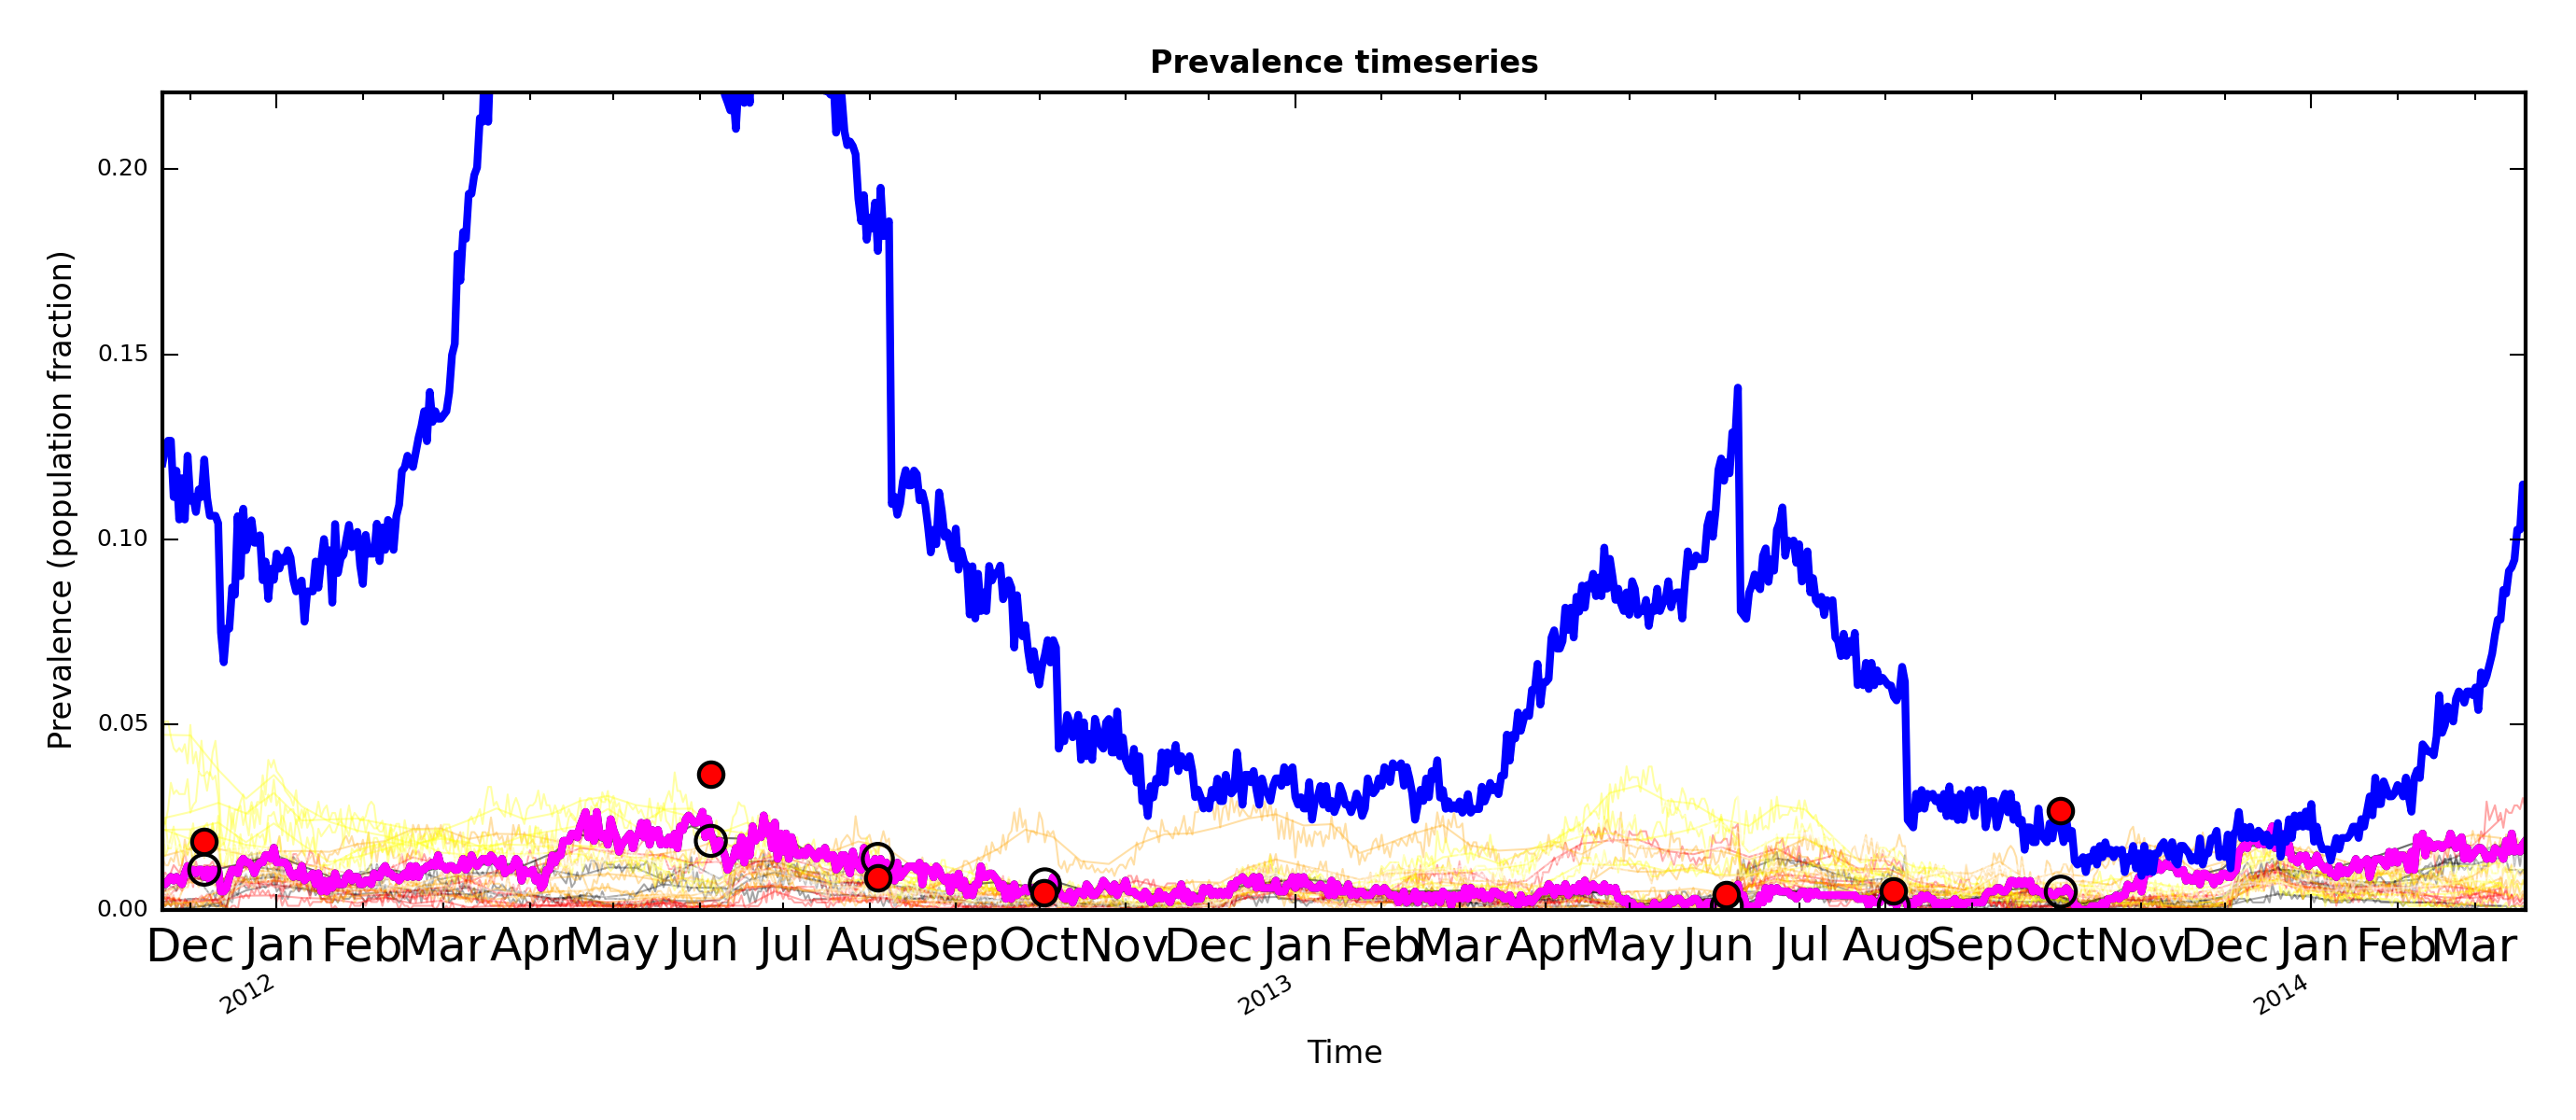 Prevalence timeseries
Prevalence (population fraction)
0.20
0.15
0.10
0.05
0.00
Dec Jan Feb Mar Apr May Jun Jul Aug Sep Oct Nov Dec Jan Feb Mar Apr May Jun Jul Aug Sep Oct Nov Dec Jan Feb Mar
2012 2013 2014
Time